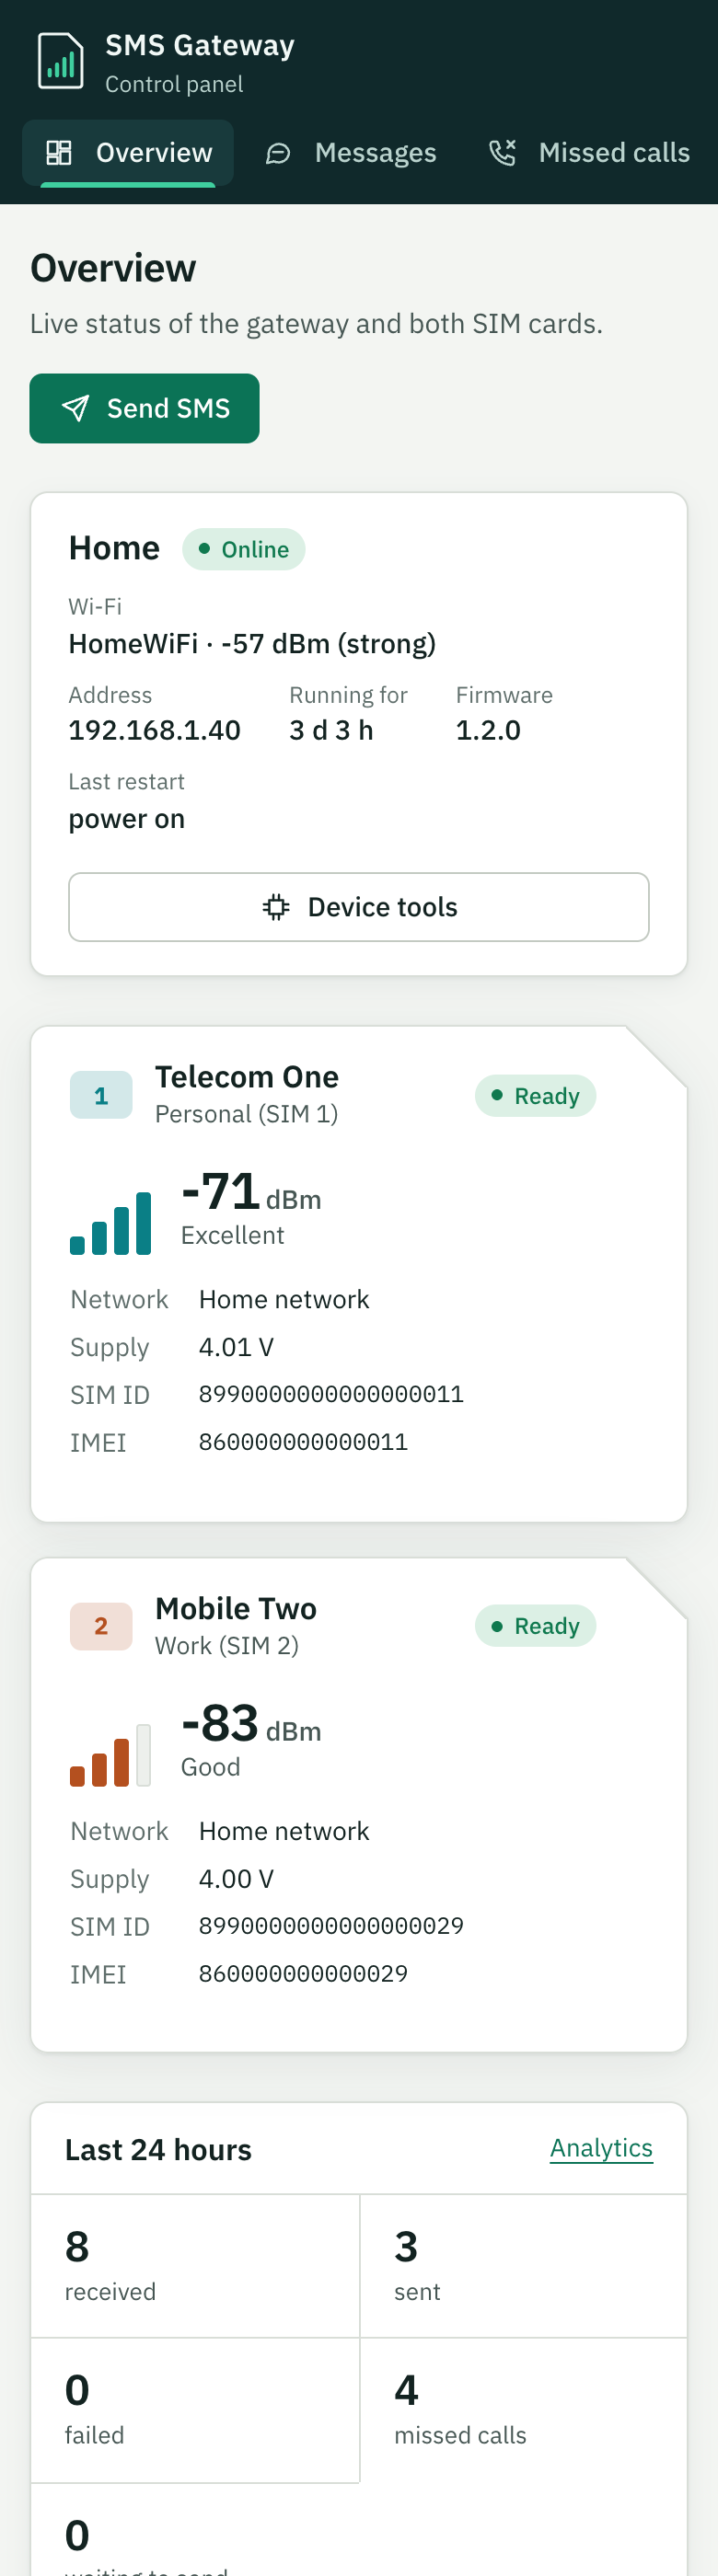 SMS Gateway
Control panel
Overview
Messages
Missed calls
Overview
Live status of the gateway and both SIM cards.
Send SMS
Home
Online
Wi-Fi
HomeWiFi · -57 dBm (strong)
Address
Running for
Firmware
192.168.1.40
3 d 3 h
1.2.0
Last restart
power on
Device tools
1
Telecom One
Personal (SIM 1)
Ready
-71 dBm
Excellent
Network Home network
Supply 4.01 V
SIM ID 8990000000000000011
IMEI 860000000000011
2
Mobile Two
Work (SIM 2)
Ready
-83 dBm
Good
Network Home network
Supply 4.00 V
SIM ID 8990000000000000029
IMEI 860000000000029
Last 24 hours
Analytics
8
received
3
sent
0
failed
4
missed calls
0